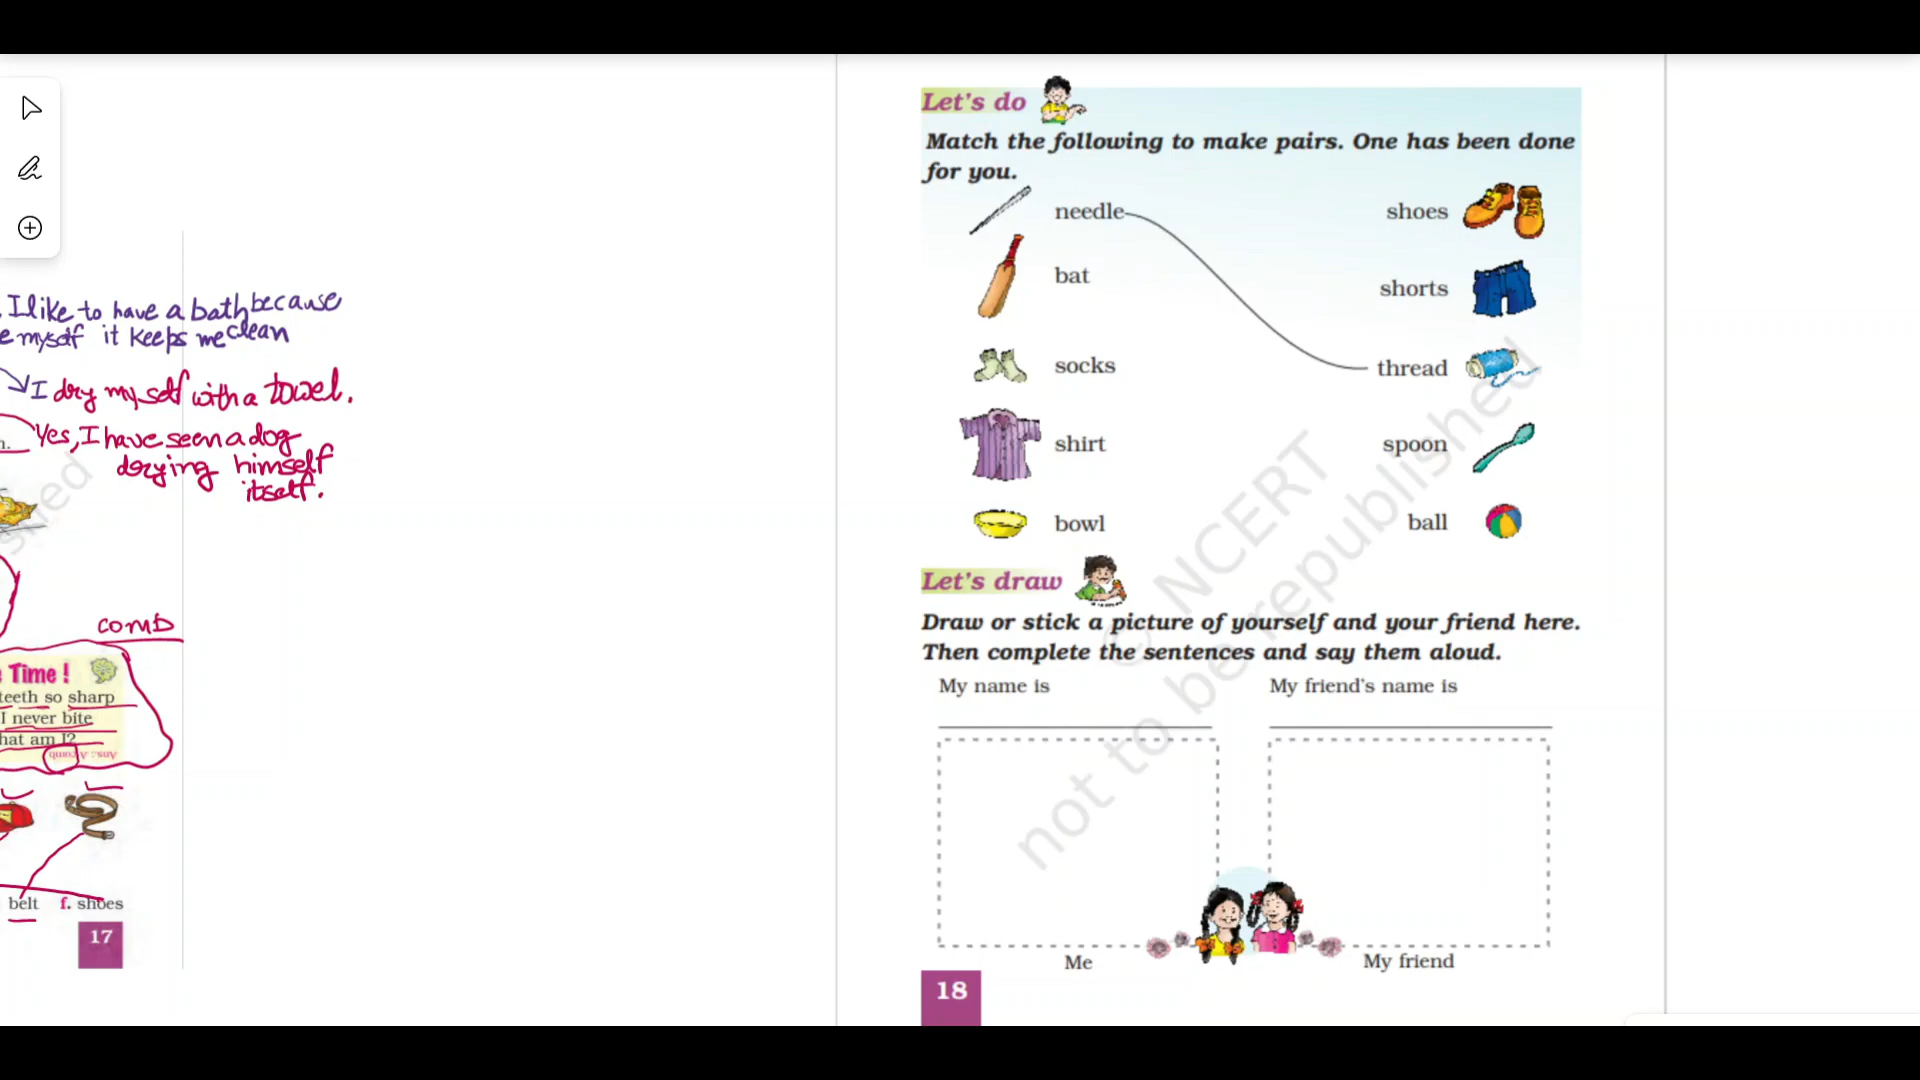 I like to have a bath because
e myself it keeps me clean
I dry myself with a towel.
Yes, I have seen a dog
drying himself
itself.
comb
Time !
teeth so sharp
I never bite
hat am I?
Ans.: A comb
belt f. shoes
17
Let's do
Match the following to make pairs. One has been done
for you.
needle shoes
bat shorts
socks thread
shirt spoon
bowl ball
Let's draw
Draw or stick a picture of yourself and your friend here.
Then complete the sentences and say them aloud.
My name is My friend's name is
Me My friend
18
© NCERT
not to be republished